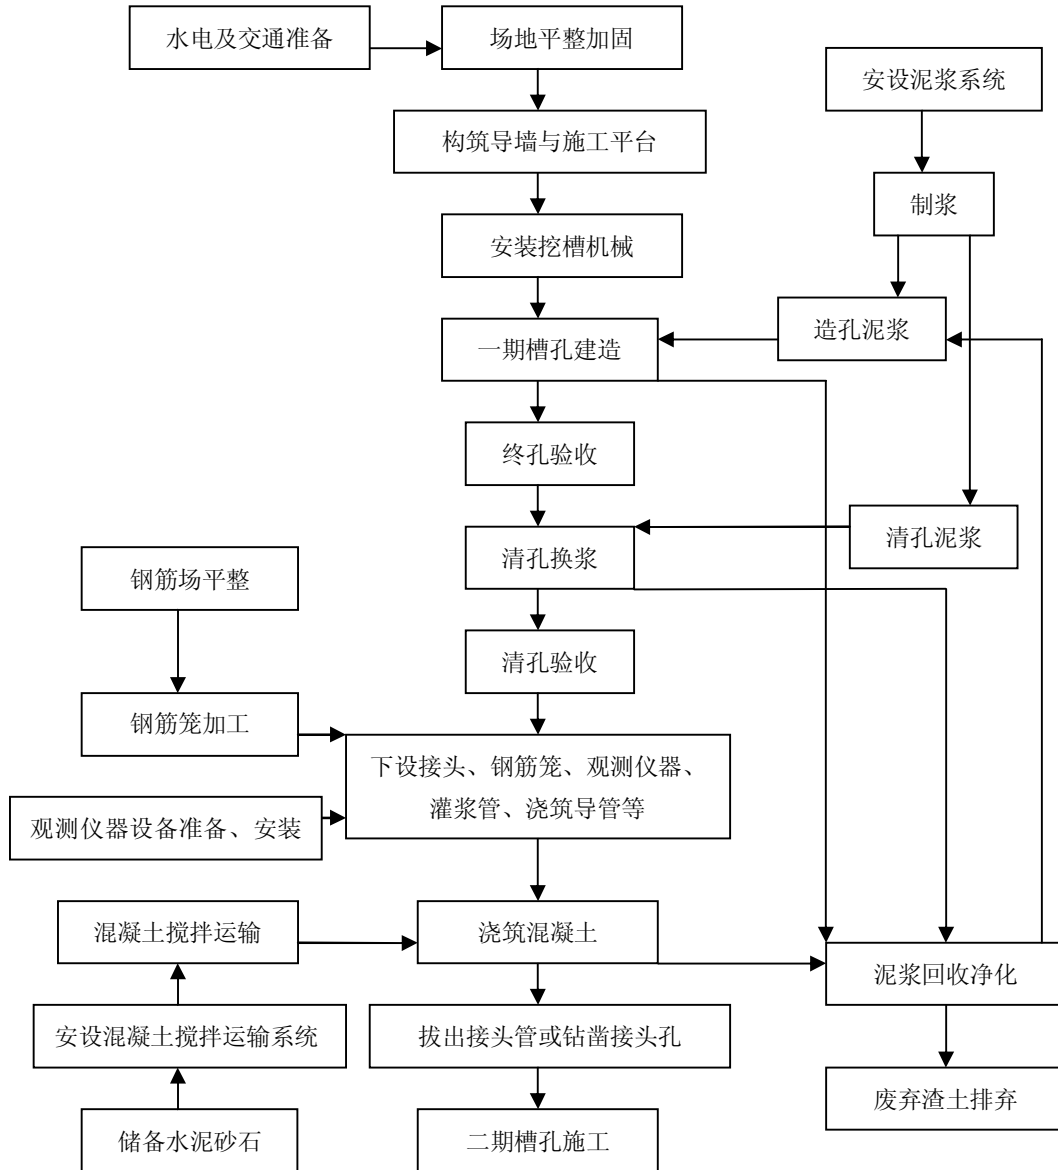 水电及交通准备
场地平整加固
安设泥浆系统
构筑导墙与施工平台
制浆
安装挖槽机械
造孔泥浆
一期槽孔建造
终孔验收
清孔泥浆
清孔换浆
钢筋场平整
清孔验收
钢筋笼加工
下设接头、钢筋笼、观测仪器、
灌浆管、浇筑导管等
观测仪器设备准备、安装
混凝土搅拌运输
浇筑混凝土
泥浆回收净化
安设混凝土搅拌运输系统
拔出接头管或钻凿接头孔
废弃渣土排弃
储备水泥砂石
二期槽孔施工